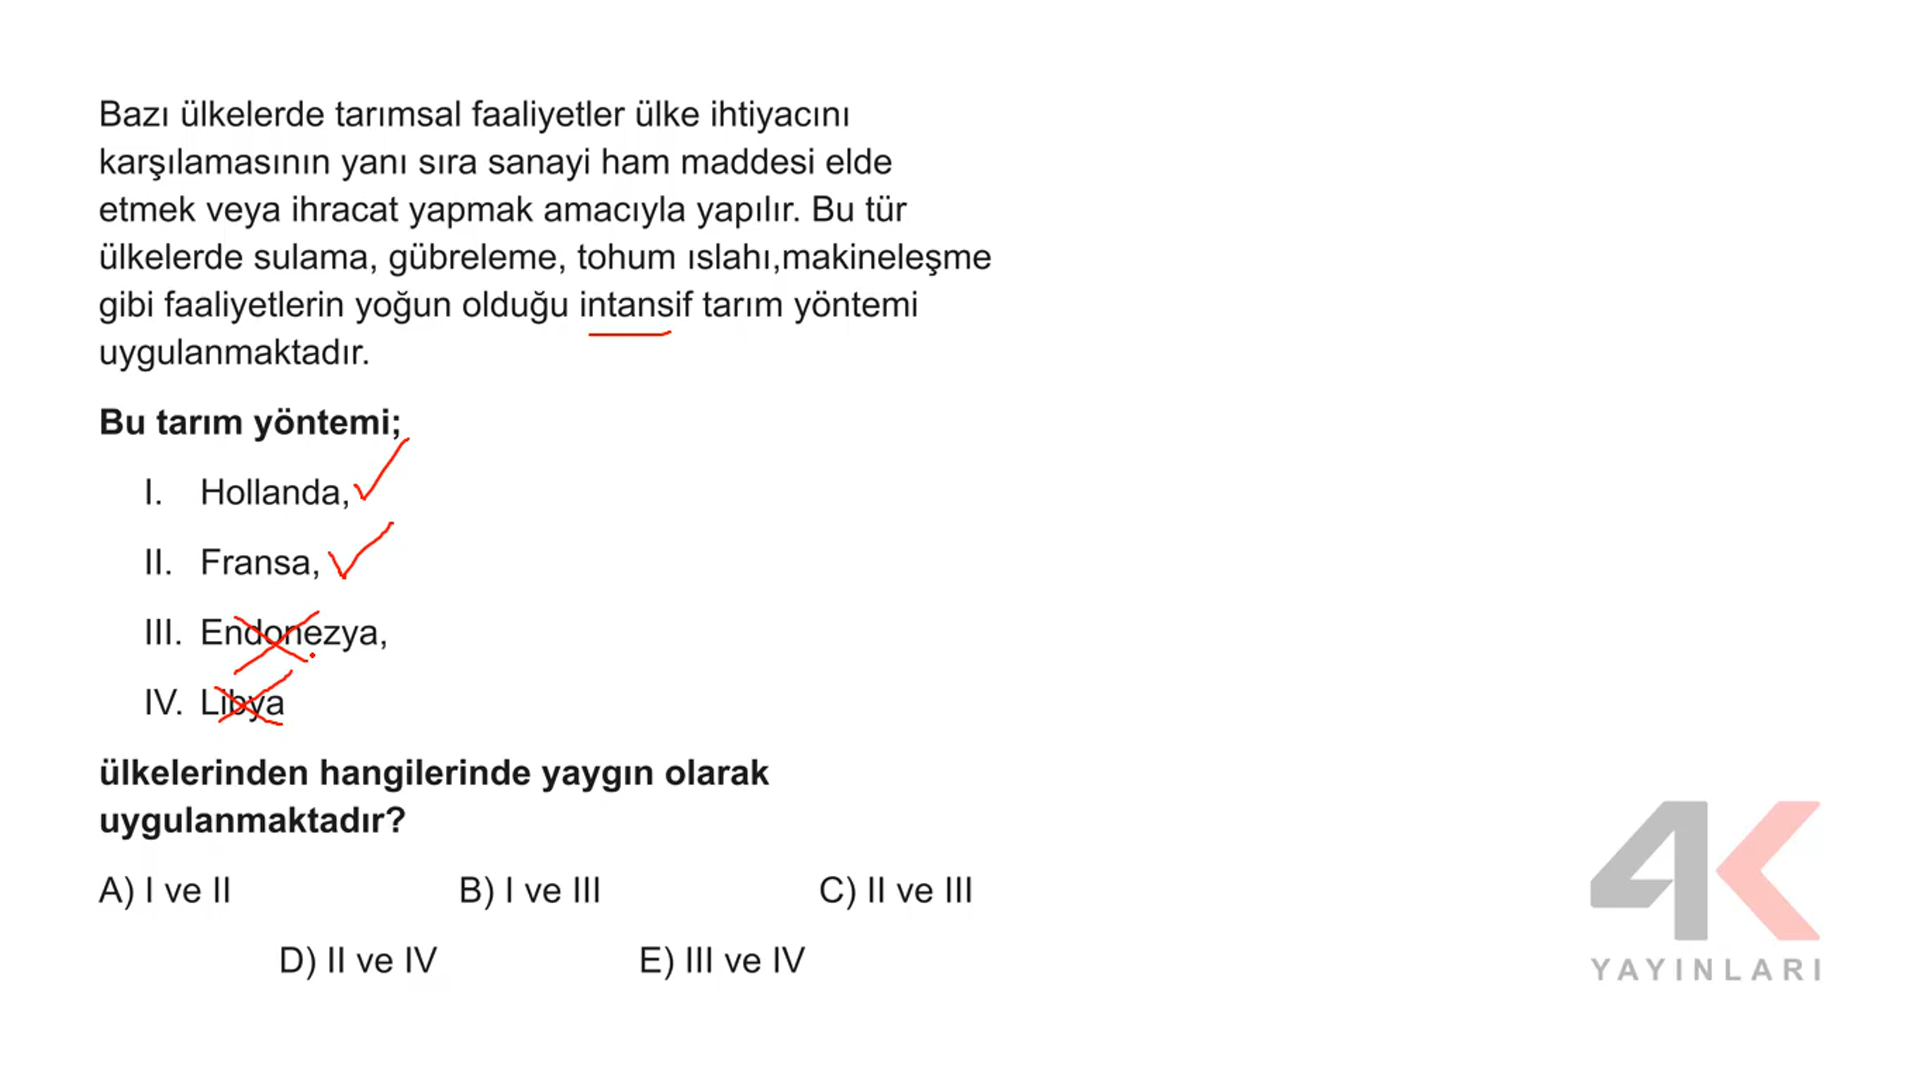 Bazı ülkelerde tarımsal faaliyetler ülke ihtiyacını
karşılamasının yanı sıra sanayi ham maddesi elde
etmek veya ihracat yapmak amacıyla yapılır. Bu tür
ülkelerde sulama, gübreleme, tohum ıslahı,makineleşme
gibi faaliyetlerin yoğun olduğu intansif tarım yöntemi
uygulanmaktadır.
Bu tarım yöntemi;
I. Hollanda,
II. Fransa,
III. Endonezya,
IV. Libya
ülkelerinden hangilerinde yaygın olarak
uygulanmaktadır?
A) I ve II B) I ve III C) II ve III
D) II ve IV E) III ve IV
4K
YAYINLARI